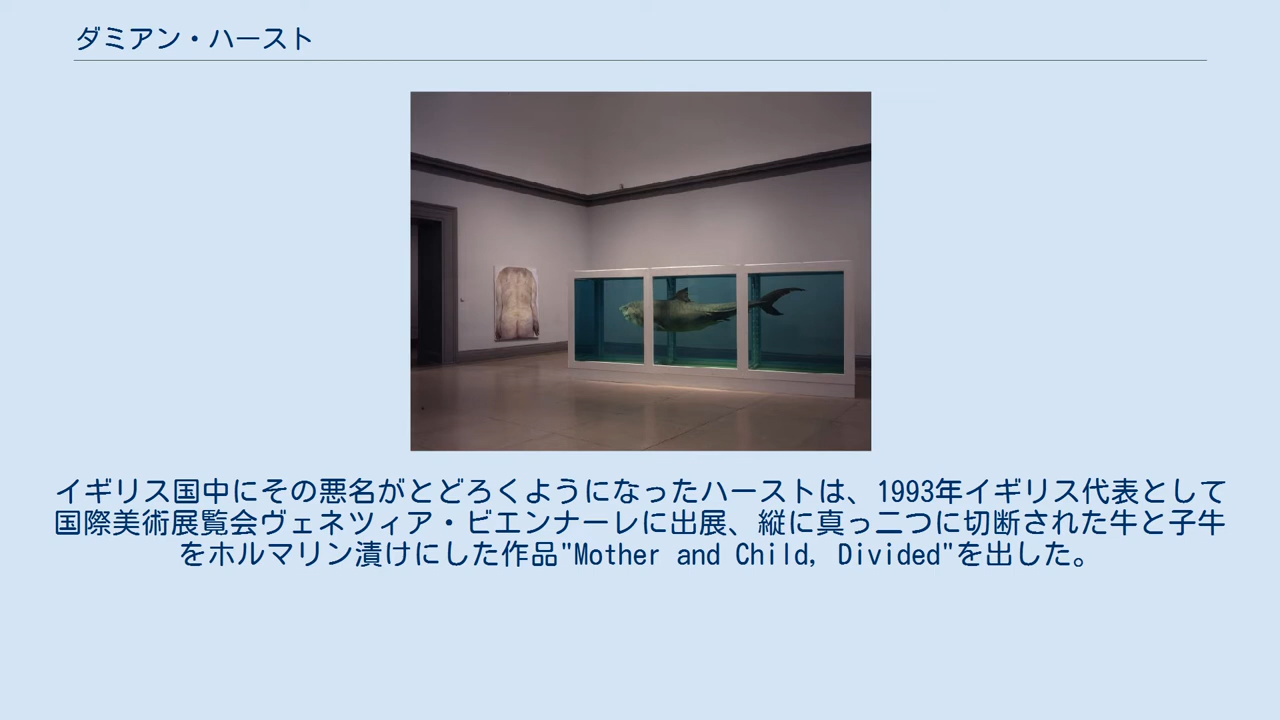 ダミアン・ハースト
イギリス国中にその悪名がとどろくようになったハーストは、1993年イギリス代表として
国際美術展覧会ヴェネツィア・ビエンナーレに出展、縦に真っ二つに切断された牛と子牛
をホルマリン漬けにした作品"Mother and Child, Divided"を出した。